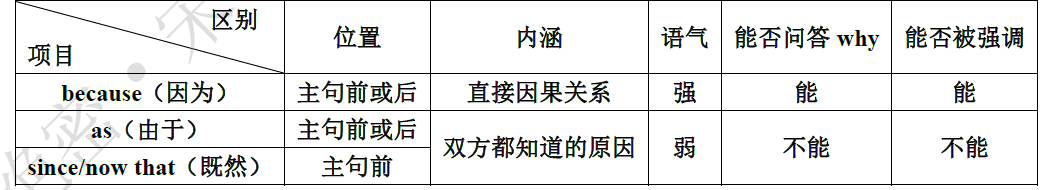 区别
项目 位置 内涵 语气 能否问答 why 能否被强调
because（因为） 主句前或后 直接因果关系 强 能 能
as（由于） 主句前或后 双方都知道的原因 弱 不能 不能
since/now that（既然） 主句前
密·